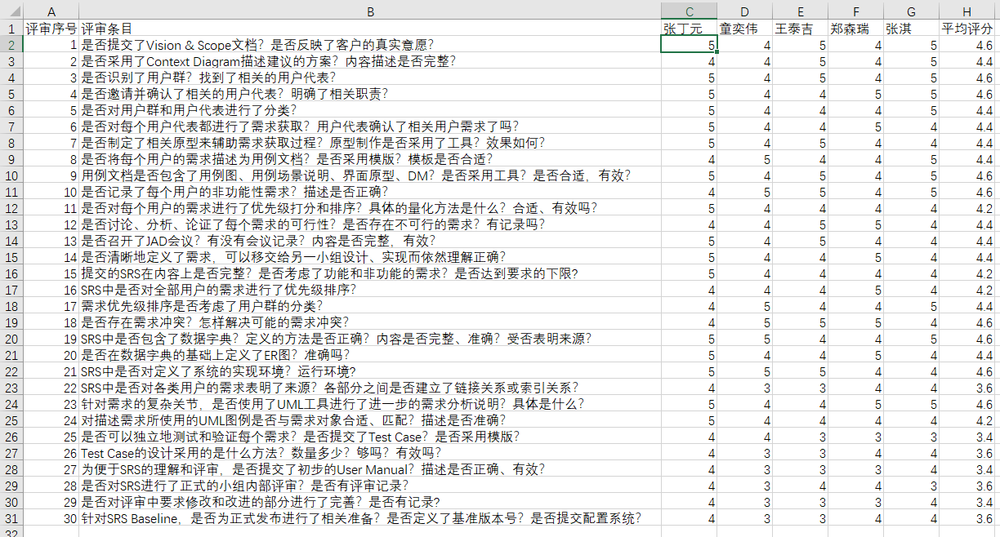 A B C D E F G H
1 评审序号 评审条目 张丁元 童奕伟 王泰吉 郑森瑞 张淇 平均评分
2 1 是否提交了Vision & Scope文档？是否反映了客户的真实意愿？ 5 4 5 4 5 4.6
3 2 是否采用了Context Diagram描述建议的方案？内容描述是否完整？ 4 4 5 4 5 4.4
4 3 是否识别了用户群？找到了相关的用户代表？ 5 4 5 4 5 4.6
5 4 是否邀请并确认了相关的用户代表？明确了相关职责？ 5 4 4 5 5 4.6
6 5 是否对用户群和用户代表进行了分类？ 5 4 4 4 5 4.4
7 6 是否对每个用户代表都进行了需求获取？用户代表确认了相关用户需求了吗？ 5 4 4 5 4 4.4
8 7 是否制定了相关原型来辅助需求获取过程？原型制作是否采用了工具？效果如何？ 5 4 5 4 4 4.4
9 8 是否将每个用户的需求描述为用例文档？是否采用模版？模板是否合适？ 4 5 4 4 5 4.4
10 9 用例文档是否包含了用例图、用例场景说明、界面原型、DM？是否采用工具？是否合适，有效？ 5 4 5 4 5 4.6
11 10 是否记录了每个用户的非功能性需求？描述是否正确？ 4 5 5 4 5 4.6
12 11 是否对每个用户的需求进行了优先级打分和排序？具体的量化方法是什么？合适、有效吗？ 5 4 4 4 4 4.2
13 12 是否讨论、分析、论证了每个需求的可行性？是否存在不可行的需求？有记录吗？ 4 4 5 5 4 4.4
14 13 是否召开了JAD会议？有没有会议记录？内容是否完整，有效？ 5 4 5 4 4 4.4
15 14 是否清晰地定义了需求，可以移交给另一小组设计、实现而依然理解正确？ 5 4 4 5 4 4.4
16 15 提交的SRS在内容上是否完整？是否考虑了功能和非功能的需求？是否达到要求的下限？ 5 4 4 4 4 4.2
17 16 SRS中是否对全部用户的需求进行了优先级排序？ 4 4 4 5 4 4.2
18 17 需求优先级排序是否考虑了用户群的分类？ 4 5 4 4 5 4.4
19 18 是否存在需求冲突？怎样解决可能的需求冲突？ 4 5 5 5 4 4.6
20 19 SRS中是否包含了数据字典？定义的方法是否正确？内容是否完整、准确？受否表明来源？ 5 5 4 4 5 4.6
21 20 是否在数据字典的基础上定义了ER图？准确吗？ 5 4 4 5 4 4.4
22 21 SRS中是否对定义了系统的实现环境？运行环境？ 5 5 5 4 4 4.6
23 22 SRS中是否对各类用户的需求表明了来源？各部分之间是否建立了链接关系或索引关系？ 4 3 3 4 4 3.6
24 23 针对需求的复杂关节，是否使用了UML工具进行了进一步的需求分析说明？具体是什么？ 5 4 4 5 5 4.6
25 24 对描述需求所使用的UML图例是否与需求对象合适、匹配？描述是否准确？ 5 4 4 4 4 4.2
26 25 是否可以独立地测试和验证每个需求？是否提交了Test Case？是否采用模版？ 4 4 3 3 3 3.4
27 26 Test Case的设计采用的是什么方法？数量多少？够吗？有效吗？ 4 3 3 4 4 3.6
28 27 为便于SRS的理解和评审，是否提交了初步的User Manual？描述是否正确、有效？ 4 3 3 3 4 3.4
29 28 是否对SRS进行了正式的小组内部评审？是否有评审记录？ 4 3 4 4 3 3.6
30 29 是否对评审中要求修改和改进的部分进行了完善？是否有记录？ 4 3 3 3 4 3.4
31 30 针对SRS Baseline，是否为正式发布进行了相关准备？是否定义了基准版本号？是否提交配置系统？ 4 3 3 4 4 3.6
32